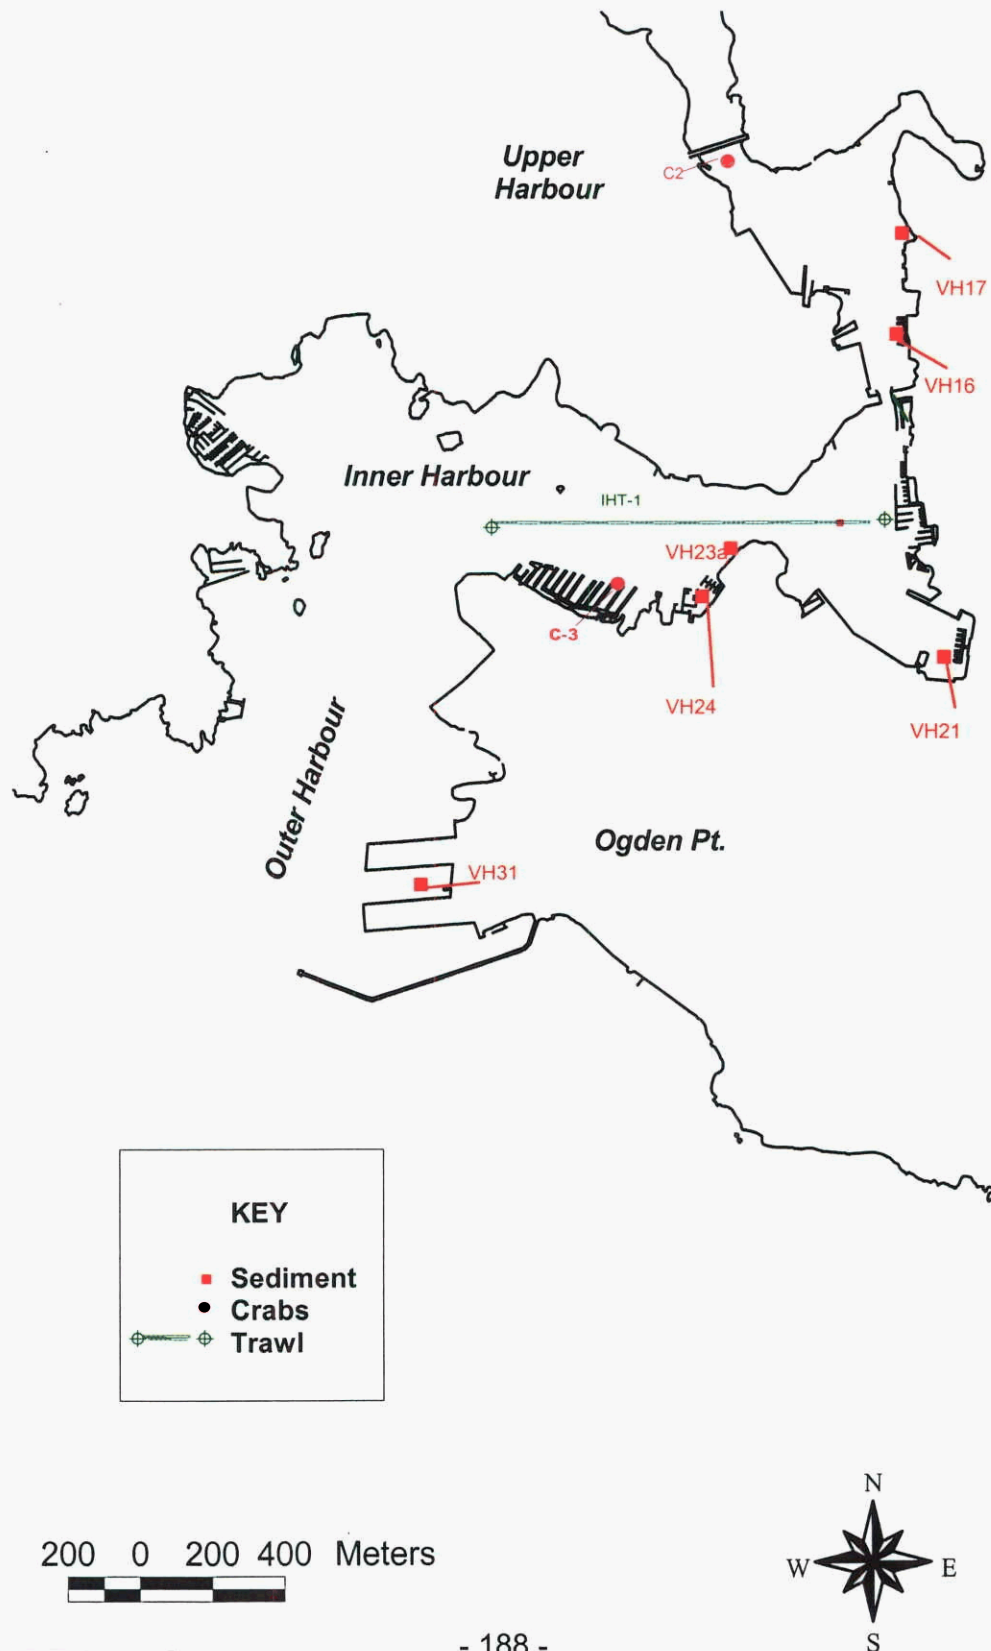 Upper
Harbour
C2
VH17
VH16
Inner Harbour
IHT-1
VH23a
C-3
VH24
VH21
Outer Harbour
Ogden Pt.
VH31
KEY
Sediment
Crabs
Trawl
200 0 200 400 Meters
N
W E
S
- 188 -